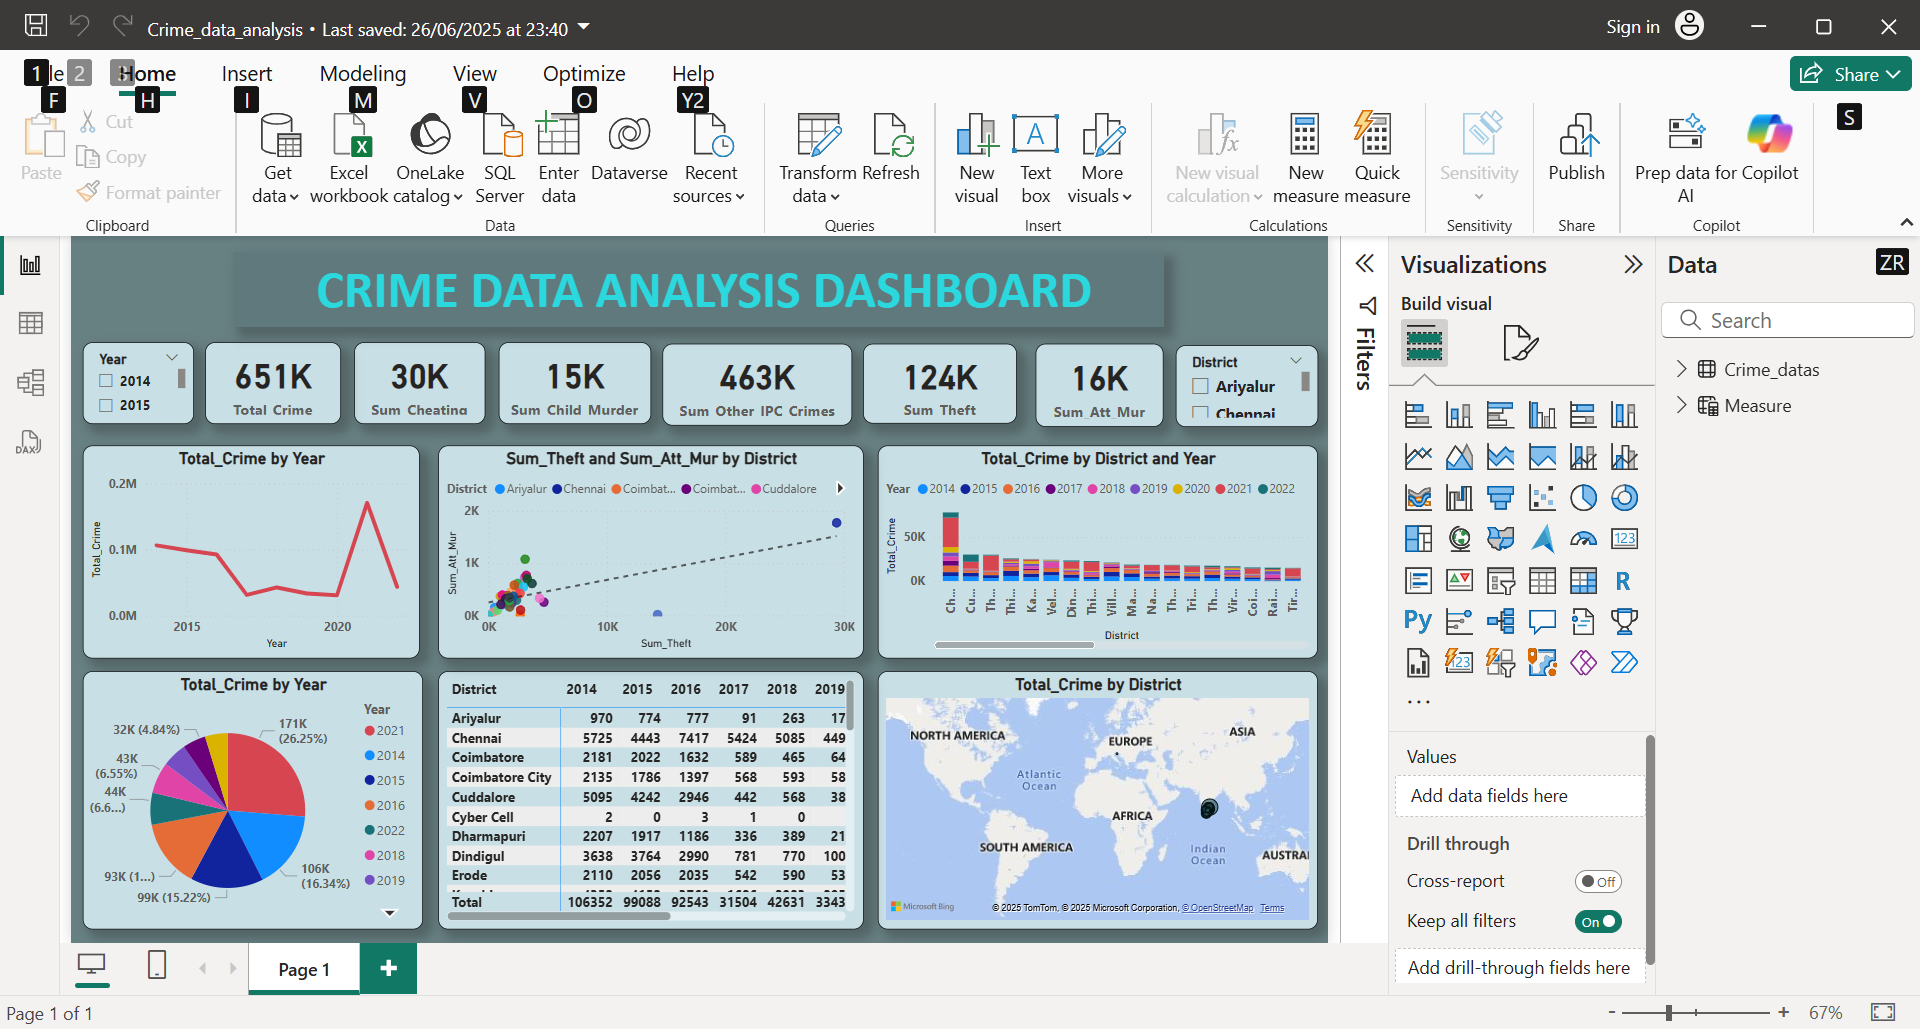 Crime_data_analysis • Last saved: 26/06/2025 at 23:40
Sign in
1 le 2 3 Home Insert Modeling View Optimize Help
Share
F H I M V O Y2 S
Paste
Cut
Copy
Format painter
Clipboard
Get data
Excel workbook
OneLake catalog
SQL Server
Enter data
Dataverse
Recent sources
Data
Transform data
Refresh
Queries
New visual
Text box
More visuals
Insert
New visual calculation
New measure
Quick measure
Calculations
Sensitivity
Sensitivity
Publish
Share
Prep data for AI
Copilot
Copilot
CRIME DATA ANALYSIS DASHBOARD
Year
2014
2015
651K
Total Crime
30K
Sum Cheating
15K
Sum Child Murder
463K
Sum Other IPC Crimes
124K
Sum Theft
16K
Sum_Att_Mur
District
Ariyalur
Chennai
Total_Crime by Year
0.2M
0.1M
0.0M
Total_Crime
2015 2020
Year
Sum_Theft and Sum_Att_Mur by District
District Ariyalur Chennai Coimbat... Coimbat... Cuddalore
2K
1K
0K
Sum_Att_Mur
0K 10K 20K 30K
Sum_Theft
Total_Crime by District and Year
Year 2014 2015 2016 2017 2018 2019 2020 2021 2022
50K
0K
Total_Crime
Ch... Cu... Th... Thi... Ka... Vel... Din... Thi... Vill... Ma... Na... Th... Tri... Th... Vir... Coi... Rai... Tir...
District
Total_Crime by Year
32K (4.84%)
43K (6.55%)
44K (6.6...)
93K (1...)
99K (15.22%)
106K (16.34%)
171K (26.25%)
Year
2021
2014
2015
2016
2022
2018
2019
District 2014 2015 2016 2017 2018 2019
Ariyalur 970 774 777 91 263 17
Chennai 5725 4443 7417 5424 5085 449
Coimbatore 2181 2022 1632 589 465 64
Coimbatore City 2135 1786 1397 568 593 58
Cuddalore 5095 4242 2946 442 568 38
Cyber Cell 2 0 3 1 0
Dharmapuri 2207 1917 1186 336 389 21
Dindigul 3638 3764 2990 781 770 100
Erode 2110 2056 2035 542 590 53
Total 106352 99088 92543 31504 42631 3343
Total_Crime by District
NORTH AMERICA
EUROPE
ASIA
Atlantic Ocean
AFRICA
SOUTH AMERICA
Indian Ocean
AUSTRA
Microsoft Bing
© 2025 TomTom, © 2025 Microsoft Corporation, © OpenStreetMap Terms
Filters
Visualizations
Build visual
123
R
Py
123
...
Values
Add data fields here
Drill through
Cross-report Off
Keep all filters On
Add drill-through fields here
Data
ZR
Search
Crime_datas
Measure
DAX
Page 1
+
Page 1 of 1
- + 67%